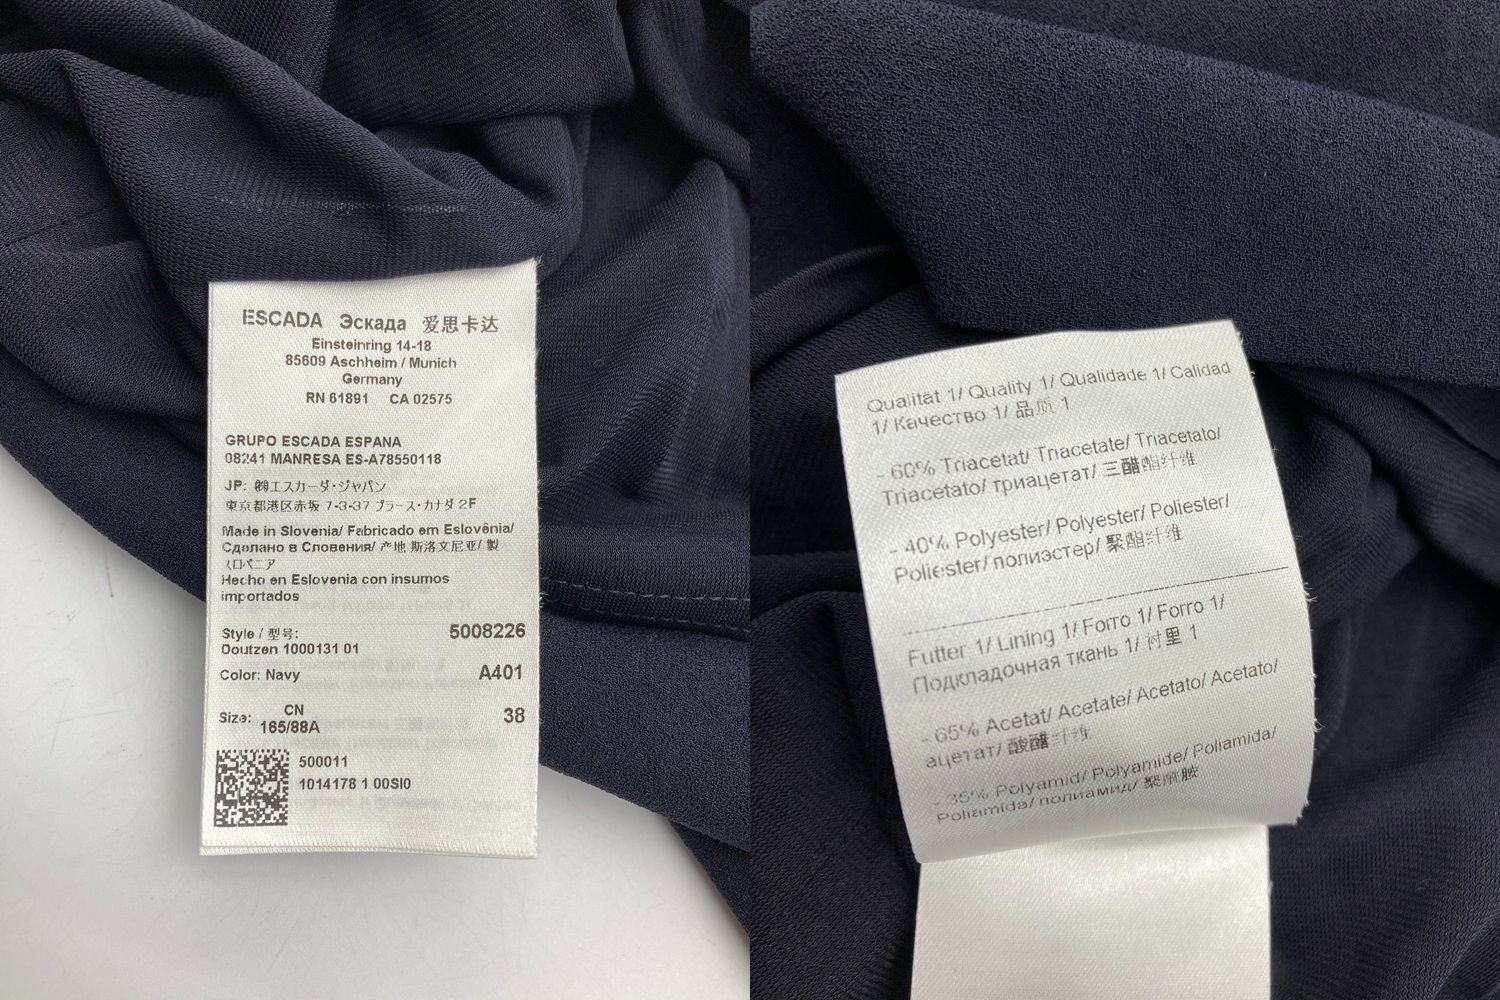 ESCADA Эскада 爱思卡达
Einsteinring 14-18
85609 Aschheim / Munich
Germany
RN 61891 CA 02575
GRUPO ESCADA ESPANA
08241 MANRESA ES-A78550118
JP: ㈱エスカーダ・ジャパン
東京都港区赤坂 7-3-37 プラース・カナダ 2F
Made in Slovenia/ Fabricado em Eslovênia/
Сделано в Словения/ 产地 斯洛文尼亚/ 製
スロベニア
Hecho en Eslovenia con insumos
importados
Style / 型号: 5008226
Doutzen 1000131 01
Color: Navy A401
Size: CN 38
165/88A
500011
1014178 1 00SI0
Qualität 1/ Quality 1/ Qualidade 1/ Calidad
1/ Качество 1/ 品质 1
- 60% Triacetat/ Triacetate/ Triacetato/
Triacetato/ триацетат/ 三醋酯纤维
- 40% Polyester/ Polyester/ Poliester/
Poliester/ полиэстер/ 聚酯纤维
Futter 1/ Lining 1/ Forro 1/ Forro 1/
Подкладочная ткань 1/ 衬里 1
- 65% Acetat/ Acetate/ Acetato/ Acetato/
ацетат/ 酸醋纤维
35% Polyamid/ Polyamide/ Poliamida/
Poliamida/ полиамид/ 聚酰胺